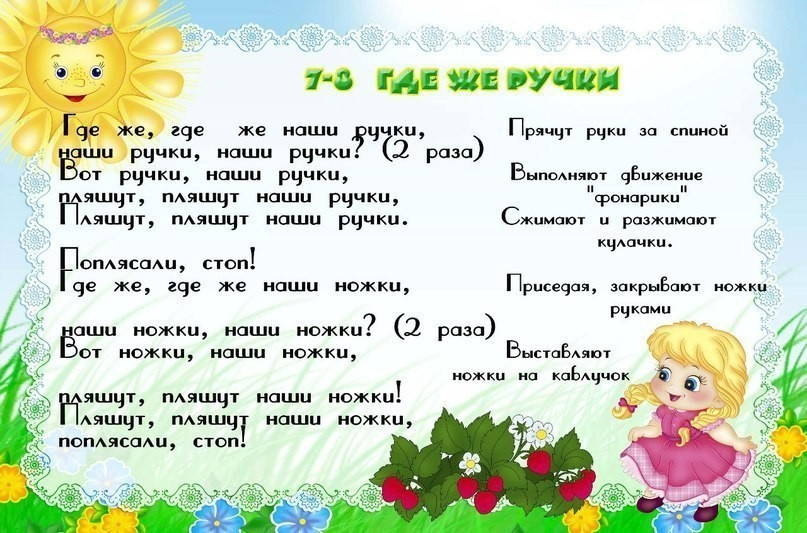 7-8 ГДЕ ЖЕ РУЧКИ
Где же, где же наши ручки,
наши ручки, наши ручки? (2 раза)
Вот ручки, наши ручки,
пляшут, пляшут наши ручки,
Пляшут, пляшут наши ручки.
Поплясали, стоп!
Где же, где же наши ножки,
наши ножки, наши ножки? (2 раза)
Вот ножки, наши ножки,
пляшут, пляшут наши ножки!
Пляшут, пляшут наши ножки,
поплясали, стоп!
Прячут руки за спиной
Выполняют движение
"фонарики"
Сжимают и разжимают
кулачки.
Приседая, закрывают ножки
руками
Выставляют
ножки на каблучок